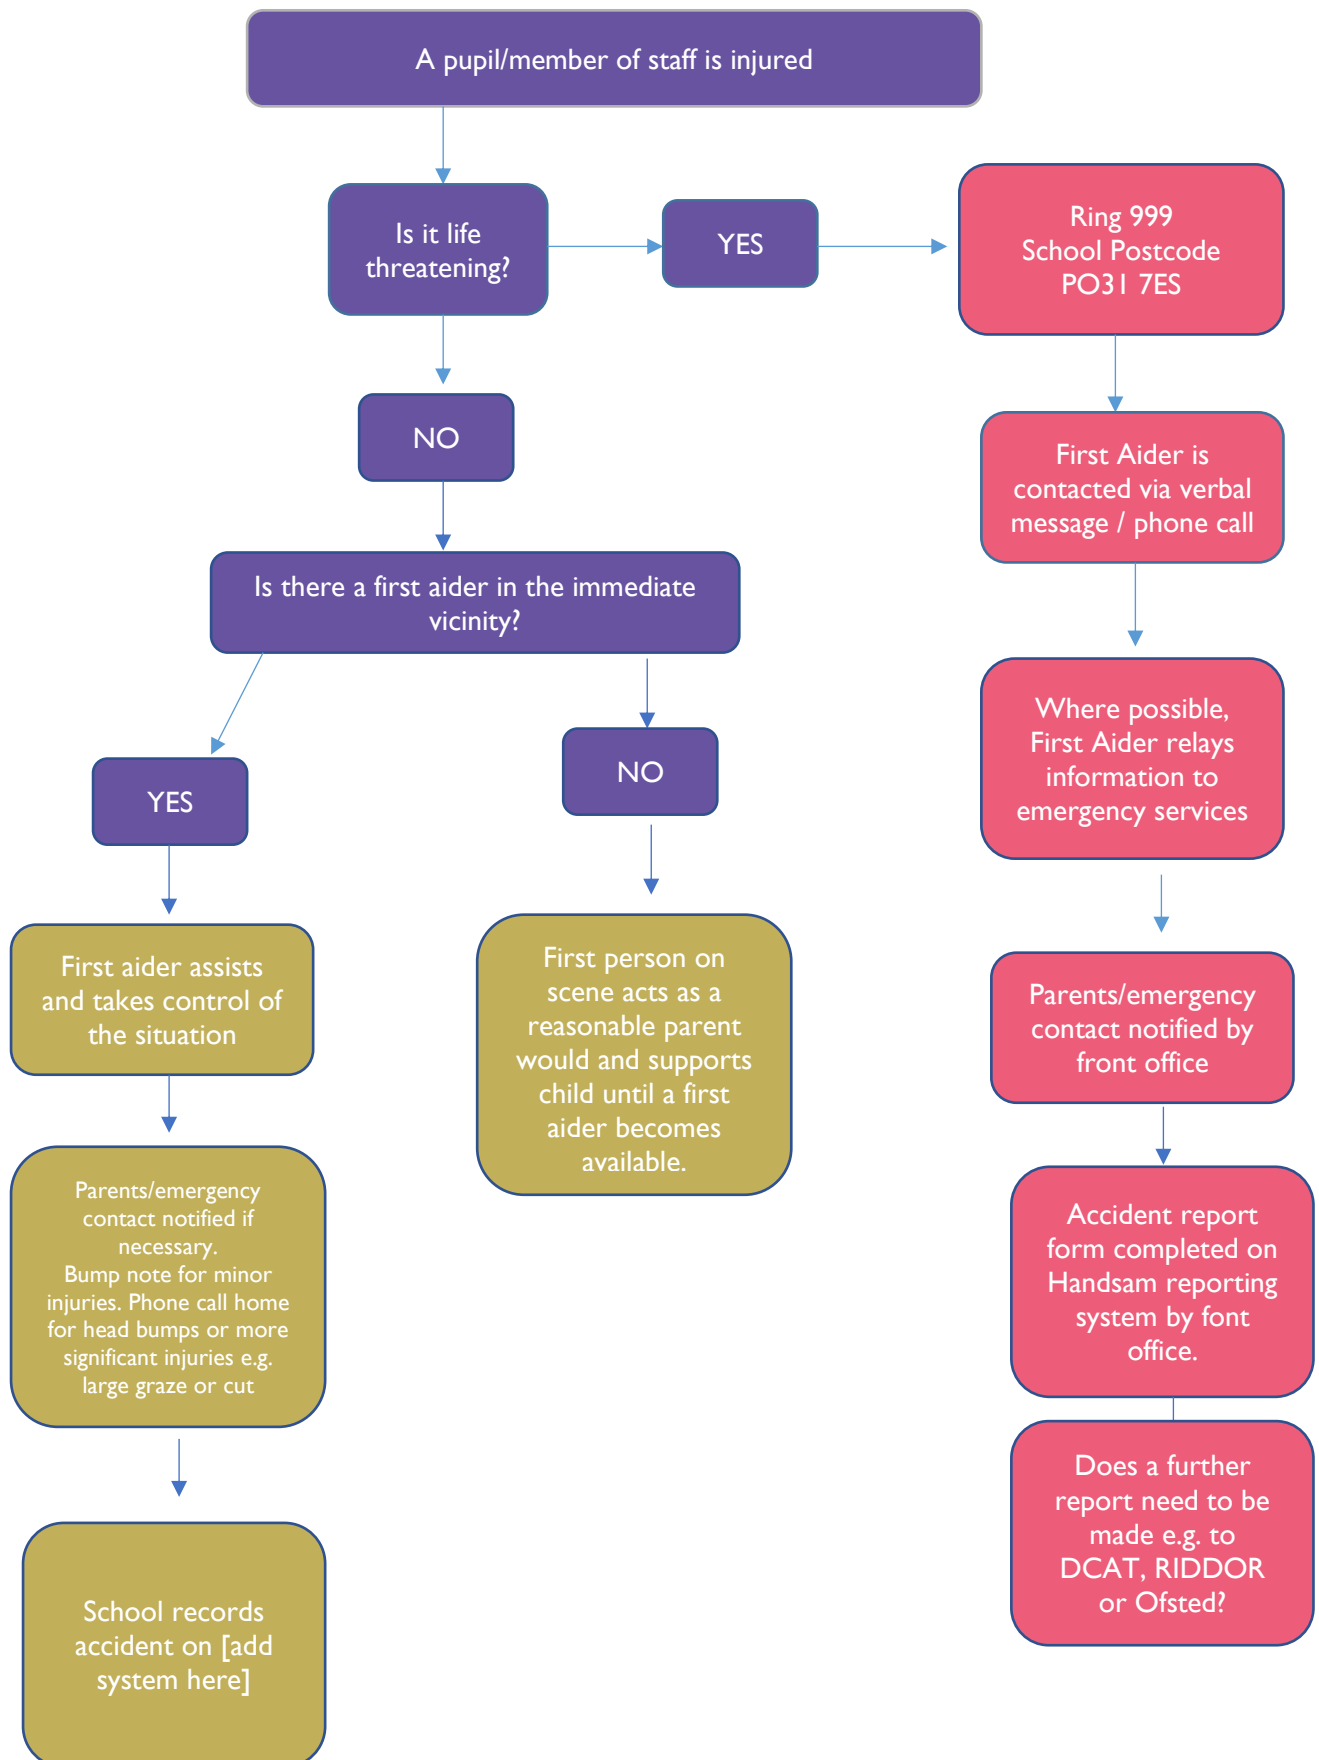 A pupil/member of staff is injured
Is it life
threatening?
YES
Ring 999
School Postcode
PO31 7ES
NO
First Aider is
contacted via verbal
message / phone call
Is there a first aider in the immediate
vicinity?
Where possible,
First Aider relays
information to
emergency services
YES
NO
First aider assists
and takes control of
the situation
First person on
scene acts as a
reasonable parent
would and supports
child until a first
aider becomes
available.
Parents/emergency
contact notified by
front office
Parents/emergency
contact notified if
necessary.
Bump note for minor
injuries. Phone call home
for head bumps or more
significant injuries e.g.
large graze or cut
Accident report
form completed on
Handsam reporting
system by font
office.
Does a further
report need to be
made e.g. to
DCAT, RIDDOR
or Ofsted?
School records
accident on [add
system here]